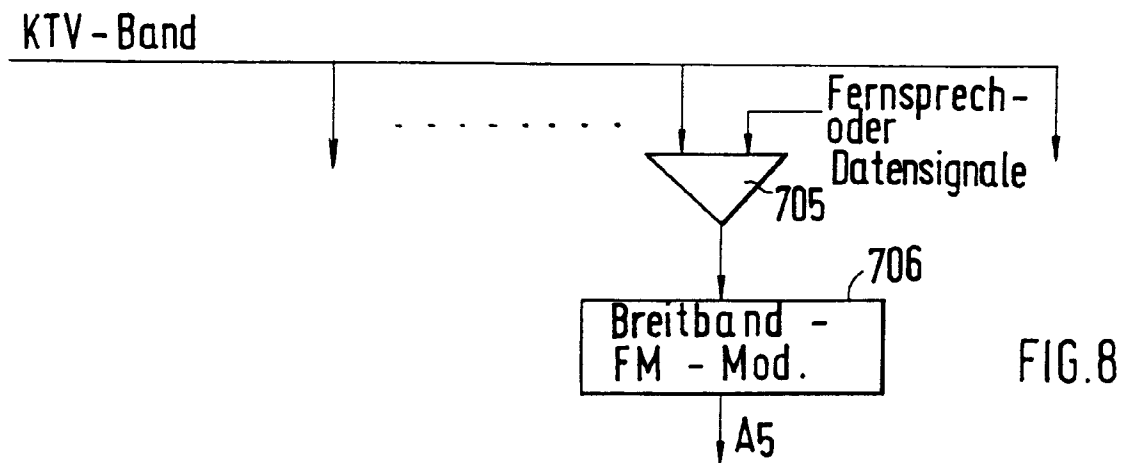 KTV - Band
Fernsprech-
oder
Datensignale
705
706
Breitband -
FM - Mod.
FIG.8
A5